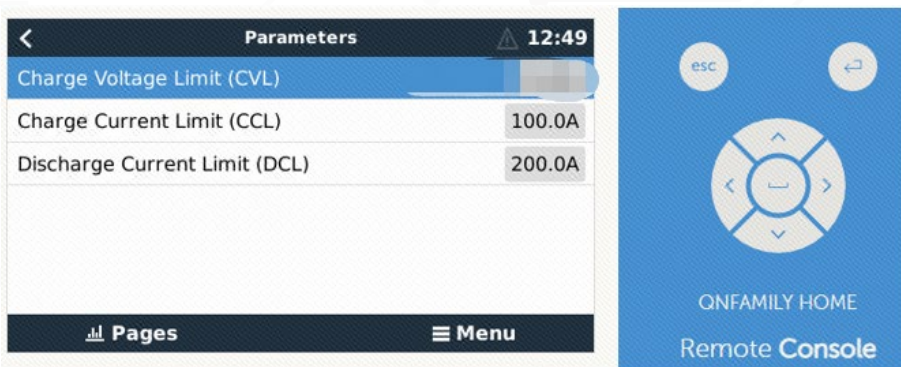 Parameters
12:49
Charge Voltage Limit (CVL)
Charge Current Limit (CCL)
100.0A
Discharge Current Limit (DCL)
200.0A
Pages
Menu
esc
QNFAMILY HOME
Remote Console